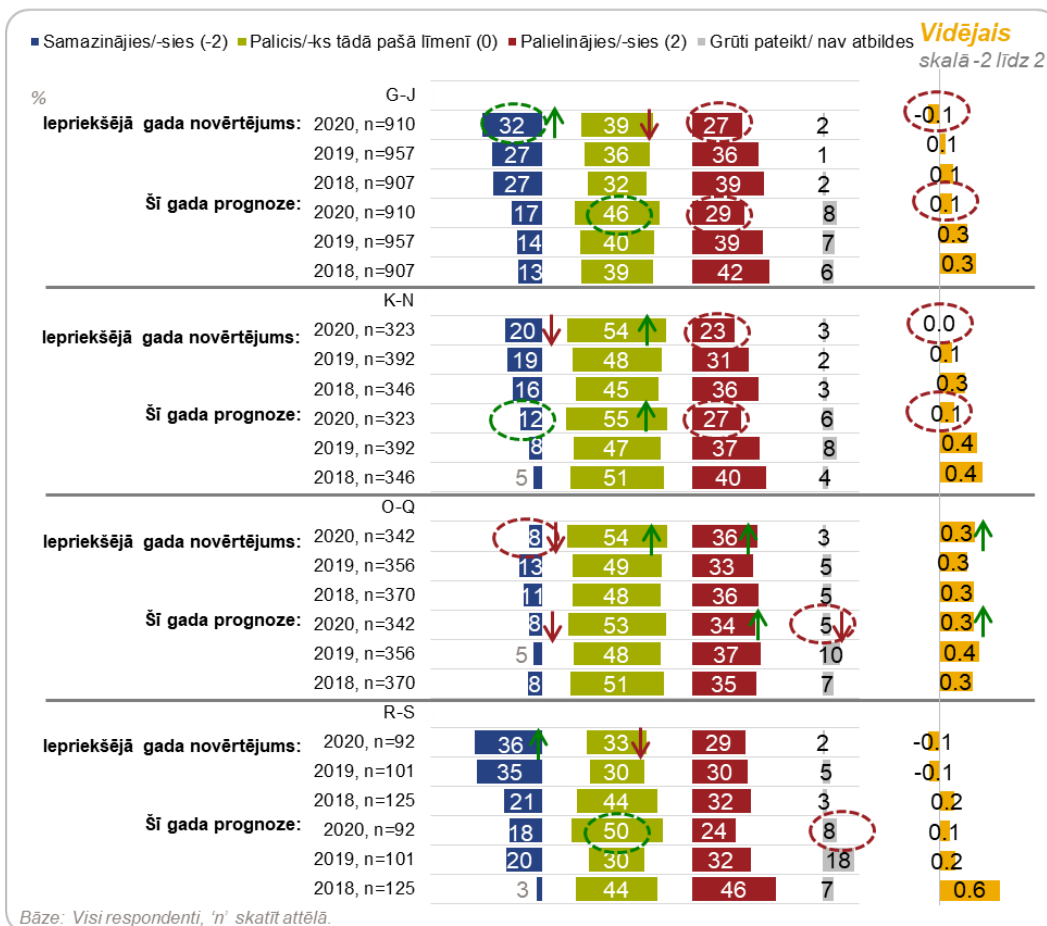 Samazinājies/-sies (-2) Palicis/-ks tādā pašā līmenī (0) Palielinājies/-sies (2) Grūti pateikt/ nav atbildes
Vidējais
skalā -2 līdz 2
%
G-J
Iepriekšējā gada novērtējums: 2020, n=910 32 39 27 2 -0.1
2019, n=957 27 36 36 1 0.1
2018, n=907 27 32 39 2 0.1
Šī gada prognoze: 2020, n=910 17 46 29 8 0.1
2019, n=957 14 40 39 7 0.3
2018, n=907 13 39 42 6 0.3
K-N
Iepriekšējā gada novērtējums: 2020, n=323 20 54 23 3 0.0
2019, n=392 19 48 31 2 0.1
2018, n=346 16 45 36 3 0.3
Šī gada prognoze: 2020, n=323 12 55 27 6 0.1
2019, n=392 8 47 37 8 0.4
2018, n=346 5 51 40 4 0.4
O-Q
Iepriekšējā gada novērtējums: 2020, n=342 8 54 36 3 0.3
2019, n=356 13 49 33 5 0.3
2018, n=370 11 48 36 5 0.3
Šī gada prognoze: 2020, n=342 8 53 34 5 0.3
2019, n=356 5 48 37 10 0.4
2018, n=370 8 51 35 7 0.3
R-S
Iepriekšējā gada novērtējums: 2020, n=92 36 33 29 2 -0.1
2019, n=101 35 30 30 5 -0.1
2018, n=125 21 44 32 3 0.2
Šī gada prognoze: 2020, n=92 18 50 24 8 0.1
2019, n=101 20 30 32 18 0.2
2018, n=125 3 44 46 7 0.6
Bāze: Visi respondenti, ‘n’ skatīt attēlā.